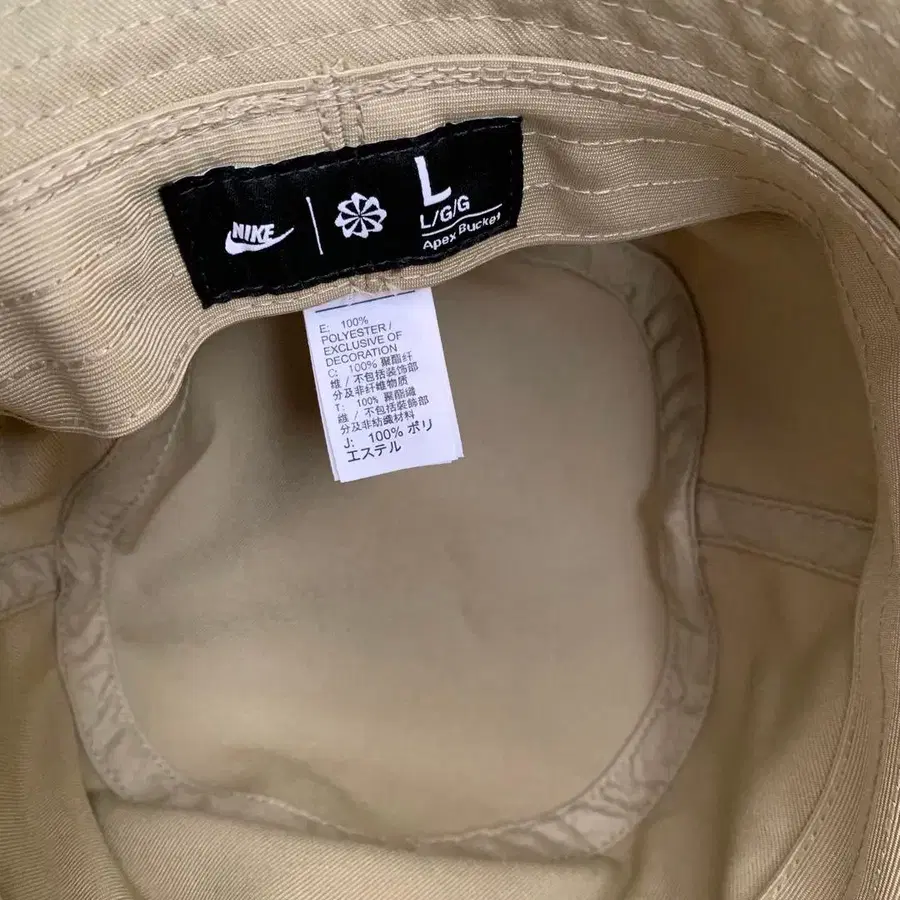 NIKE
L
L/G/G
Apex Bucket
E: 100%
POLYESTER /
EXCLUSIVE OF
DECORATION
C: 100% 聚酯纤
维 / 不包括装饰部
分及非纤维物质
T: 100% 聚酯纖
維 / 不包括裝飾部
分及非紡織材料
J: 100% ポリ
エステル